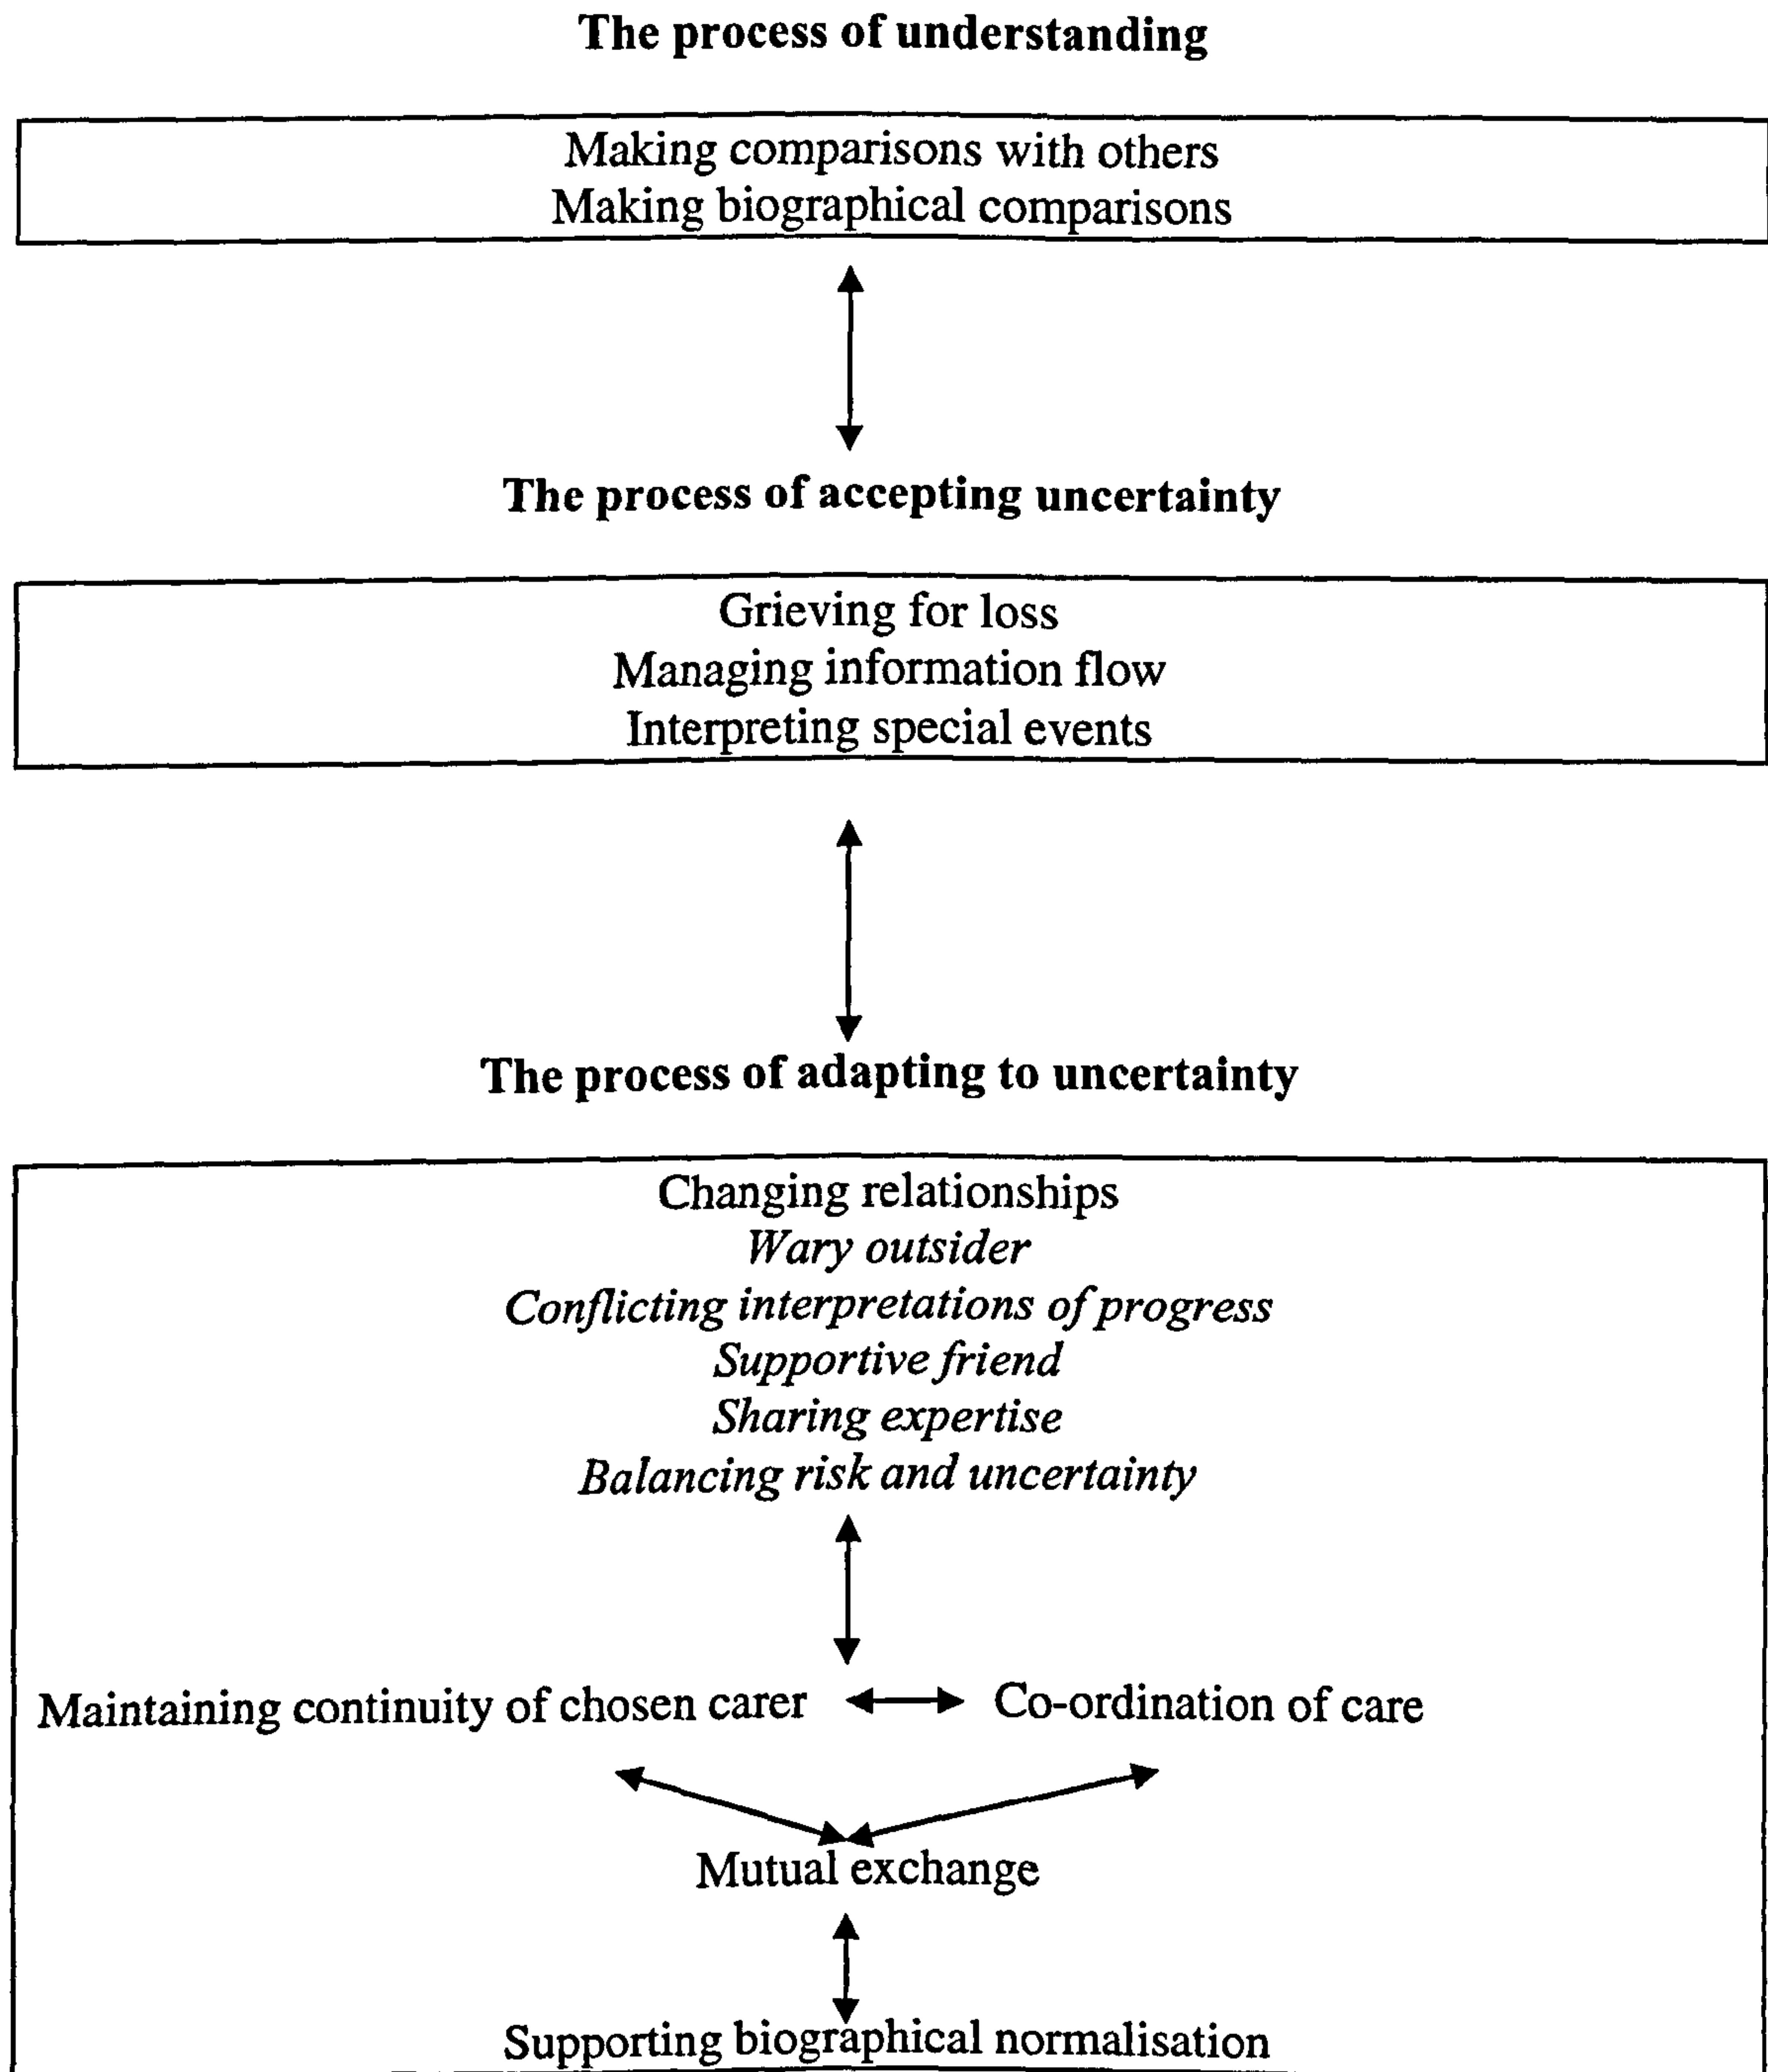 The process of understanding
Making comparisons with others
Making biographical comparisons
The process of accepting uncertainty
Grieving for loss
Managing information flow
Interpreting special events
The process of adapting to uncertainty
Changing relationships
Wary outsider
Conflicting interpretations of progress
Supportive friend
Sharing expertise
Balancing risk and uncertainty
Maintaining continuity of chosen carer
Co-ordination of care
Mutual exchange
Supporting biographical normalisation